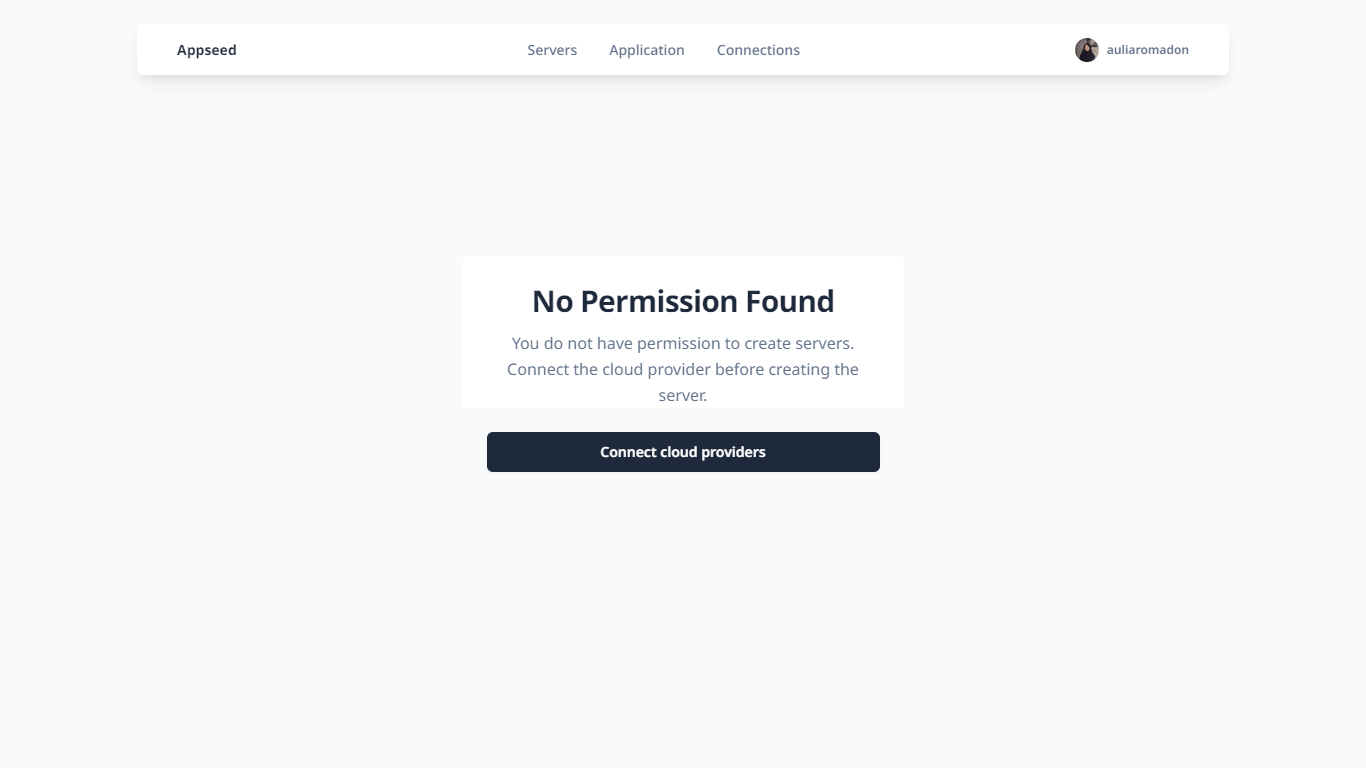 Appseed
Servers
Application
Connections
auliaromadon
No Permission Found
You do not have permission to create servers.
Connect the cloud provider before creating the
server.
Connect cloud providers